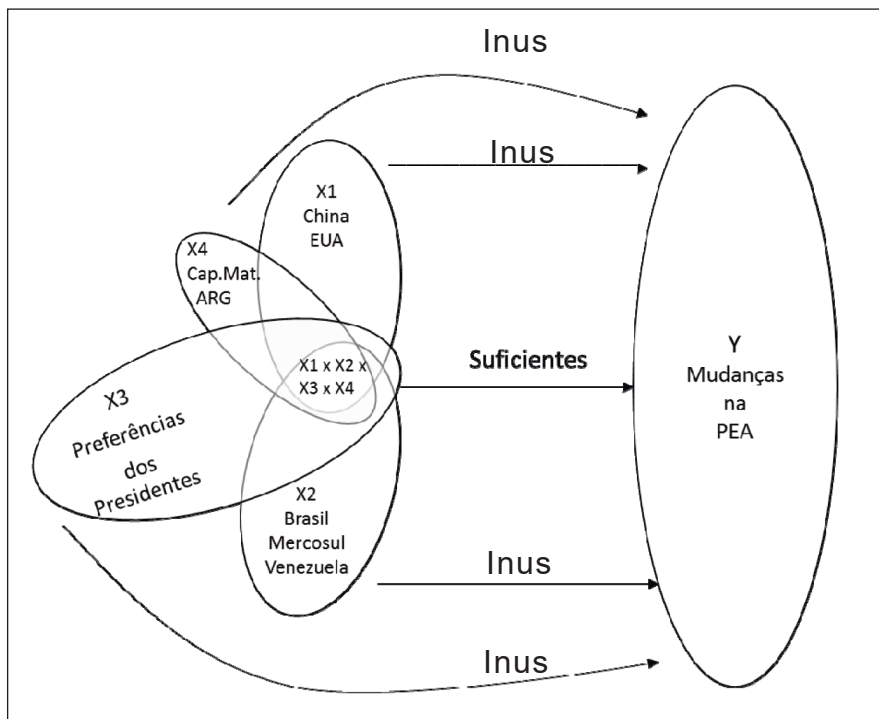 Inus
Inus
X1
China
EUA
X4
Cap.Mat.
ARG
X1 x X2 x
X3 x X4
Suficientes
Y
Mudanças
na
PEA
X3
Preferências
dos
Presidentes
X2
Brasil
Mercosul
Venezuela
Inus
Inus